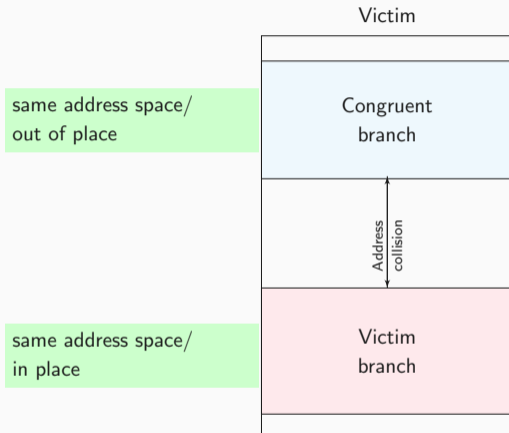 Victim
same address space/
out of place
Congruent
branch
Address
collision
same address space/
in place
Victim
branch